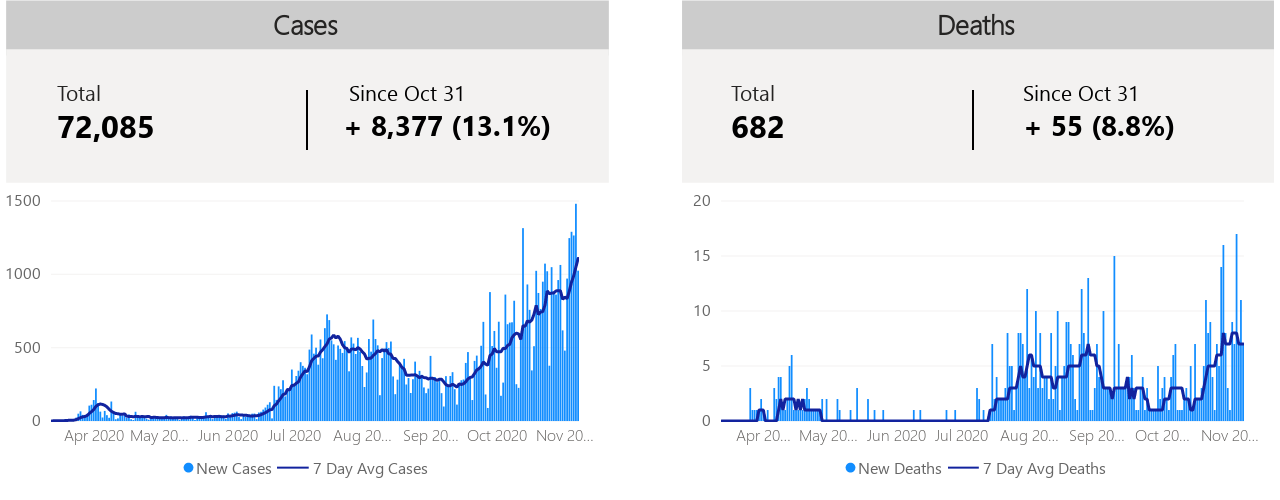 Cases
Total
72,085
Since Oct 31
+ 8,377 (13.1%)
1500
1000
500
0
Apr 2020 May 20... Jun 2020 Jul 2020 Aug 20... Sep 20... Oct 2020 Nov 20...
New Cases 7 Day Avg Cases
Deaths
Total
682
Since Oct 31
+ 55 (8.8%)
20
15
10
5
0
Apr 20... May 20... Jun 2020 Jul 2020 Aug 20... Sep 20... Oct 20... Nov 20...
New Deaths 7 Day Avg Deaths